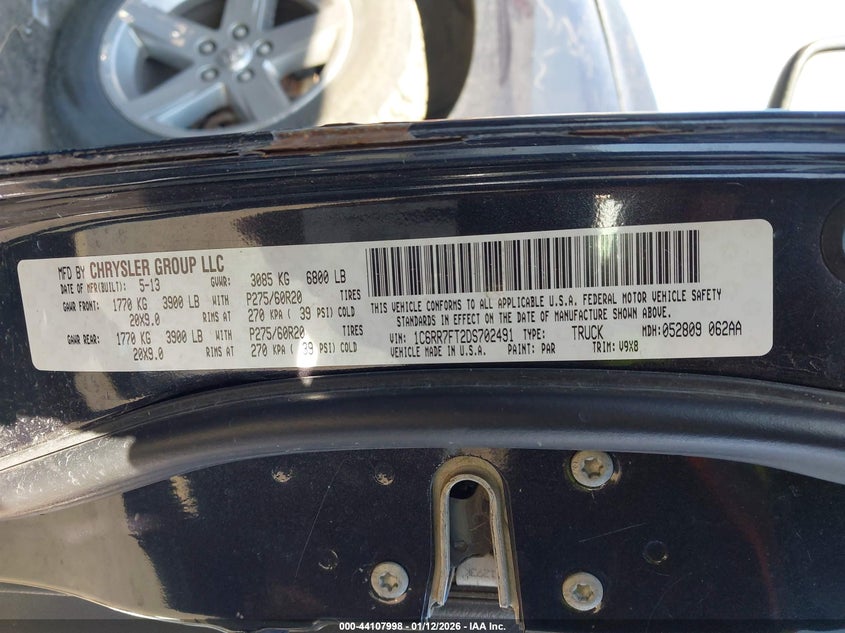 MFD BY CHRYSLER GROUP LLC
DATE OF MFR(BUILT): 5-13 GVWR: 3085 KG 6800 LB
GAWR FRONT: 1770 KG 3900 LB WITH P275/60R20 TIRES
20X9.0 RIMS AT 270 KPA ( 39 PSI) COLD
GAWR REAR: 1770 KG 3900 LB WITH P275/60R20 TIRES
20X9.0 RIMS AT 270 KPA ( 39 PSI) COLD
THIS VEHICLE CONFORMS TO ALL APPLICABLE U.S.A. FEDERAL MOTOR VEHICLE SAFETY
STANDARDS IN EFFECT ON THE DATE OF MANUFACTURE SHOWN ABOVE.
VIN: 1C6RR7FT2DS702491 TYPE: TRUCK MDH:052809 062AA
VEHICLE MADE IN U.S.A. PAINT: PAR TRIM: V9X8
000-44107998 - 01/12/2026 - IAA Inc.